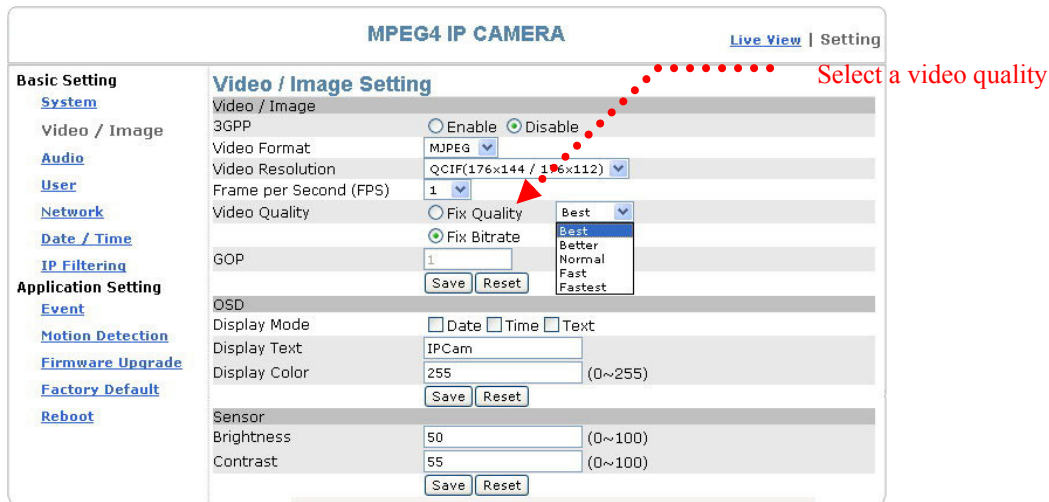 MPEG4 IP CAMERA
Live View | Setting
Select a video quality
Basic Setting
System
Video / Image
Audio
User
Network
Date / Time
IP Filtering
Application Setting
Event
Motion Detection
Firmware Upgrade
Factory Default
Reboot
Video / Image Setting
Video / Image
3GPP Enable Disable
Video Format MJPEG
Video Resolution QCIF(176x144 / 176x112)
Frame per Second (FPS) 1
Video Quality Fix Quality Best
Fix Bitrate
Best
Better
Normal
Fast
Fastest
GOP 1
Save Reset
OSD
Display Mode Date Time Text
Display Text IPCam
Display Color 255 (0~255)
Save Reset
Sensor
Brightness 50 (0~100)
Contrast 55 (0~100)
Save Reset